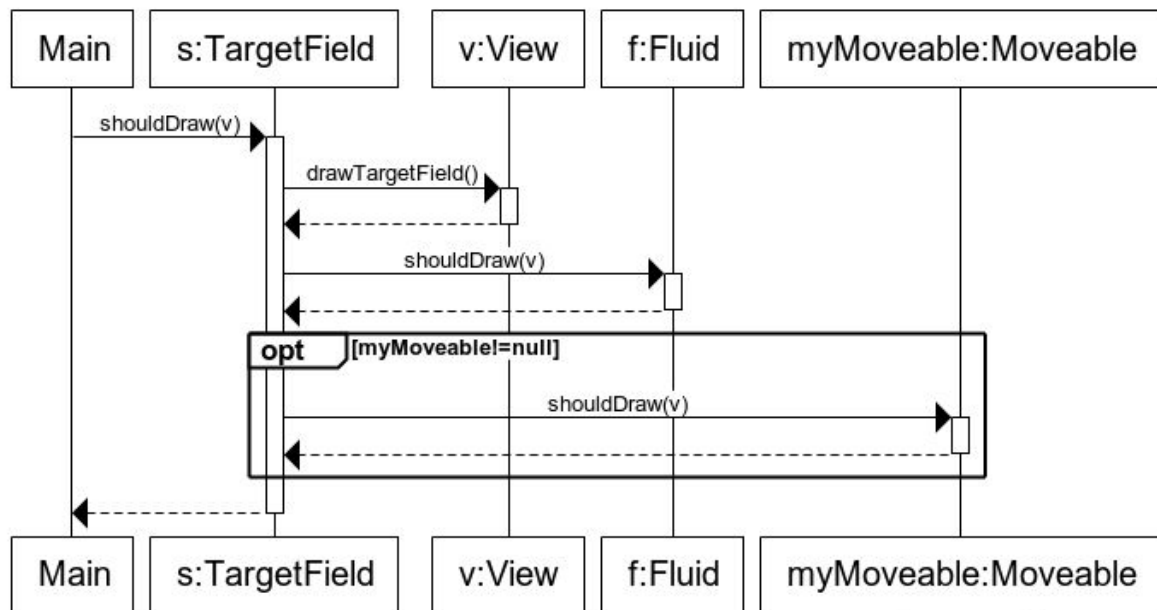 Main
s:TargetField
v:View
f:Fluid
myMoveable:Moveable
shouldDraw(v)
drawTargetField()
shouldDraw(v)
opt
[myMoveable!=null]
shouldDraw(v)
Main
s:TargetField
v:View
f:Fluid
myMoveable:Moveable